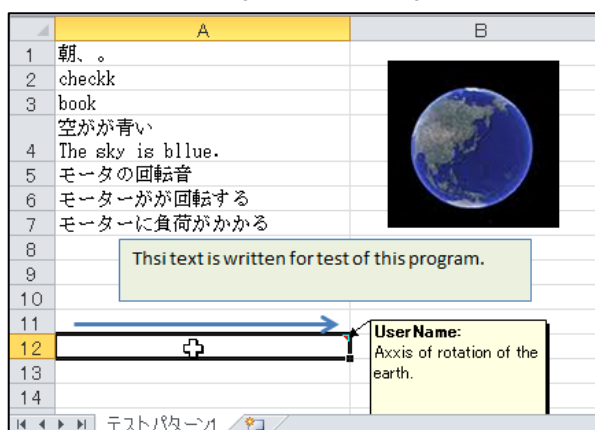 A B
1 朝、。
2 checkk
3 book
空がが青い
4 The sky is bllue.
5 モータの回転音
6 モーターがが回転する
7 モーターに負荷がかかる
8
Thsi text is written for test of this program.
9
10
11
UserName:
12
Axxis of rotation of the
13
earth.
14
テストパターン1